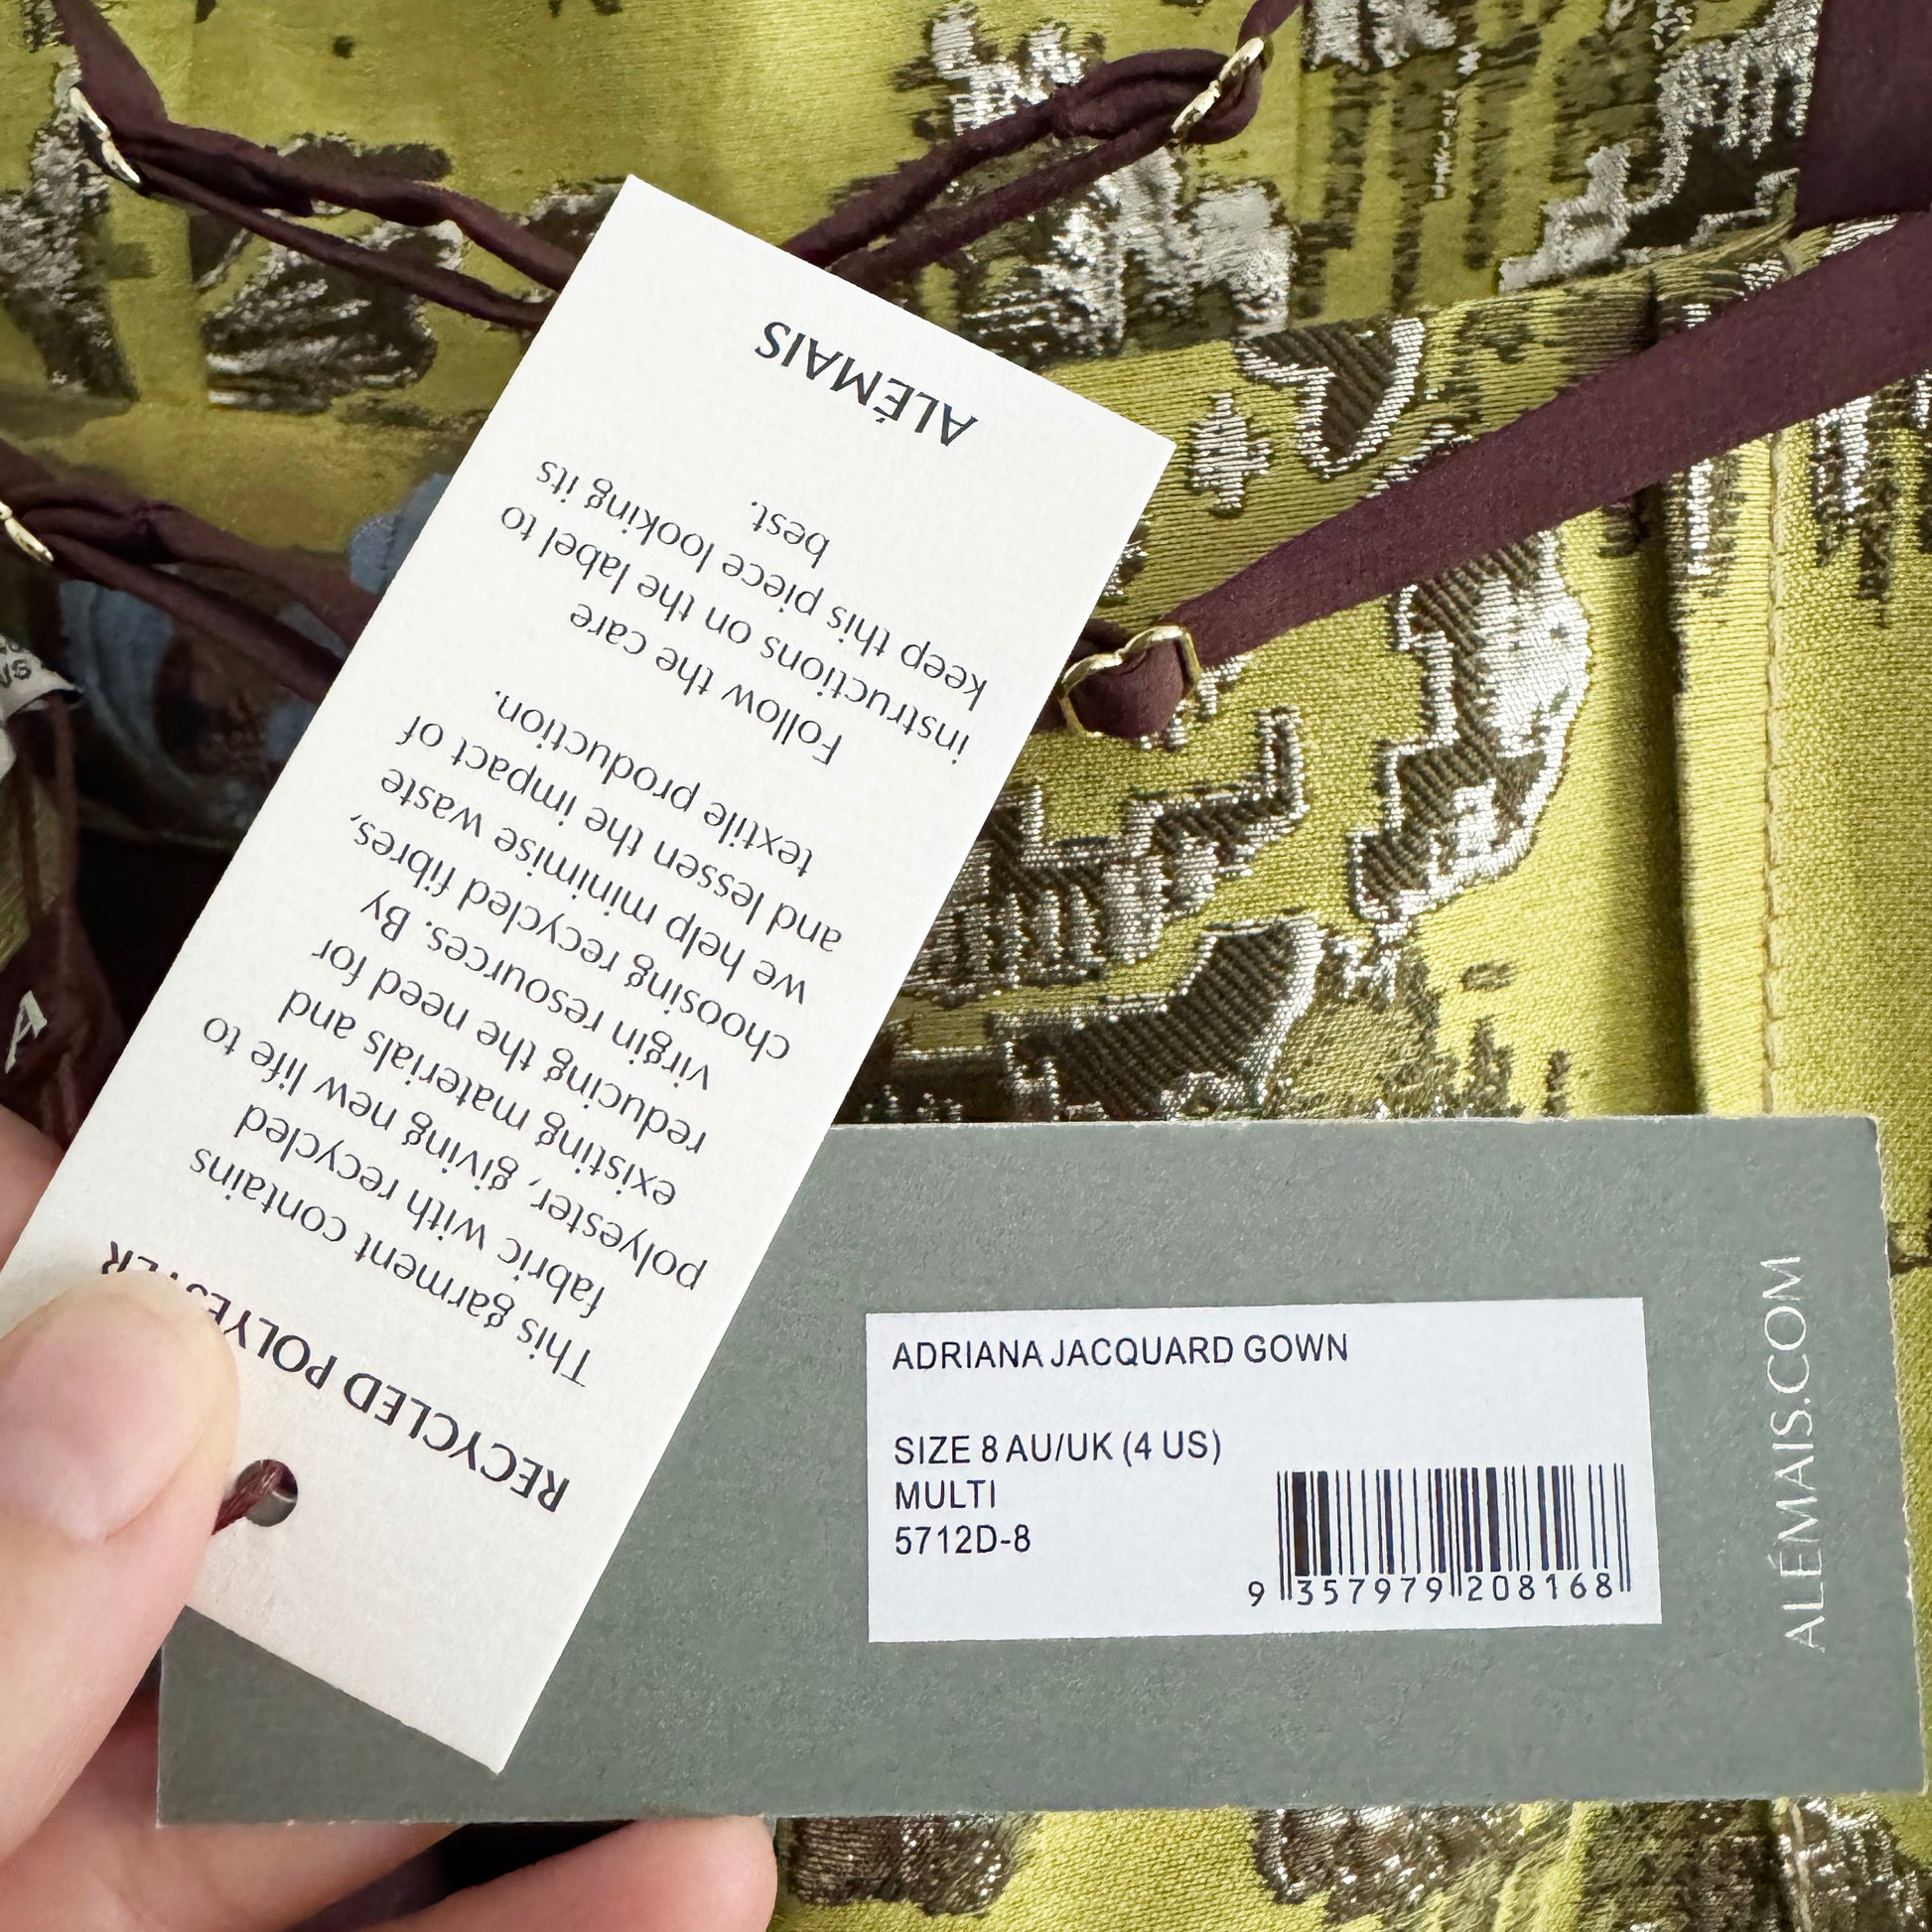 RECYCLED POLYESTER
This garment contains
fabric with recycled
polyester, giving new life to
existing materials and
reducing the need for
virgin resources. By
choosing recycled fibres,
we help minimise waste
and lessen the impact of
textile production.
Follow the care
instructions on the label to
keep this piece looking its
best.
ALÉMAIS
ADRIANA JACQUARD GOWN
SIZE 8 AU/UK (4 US)
MULTI
5712D-8
9 357979 208168
ALÉMAIS.COM